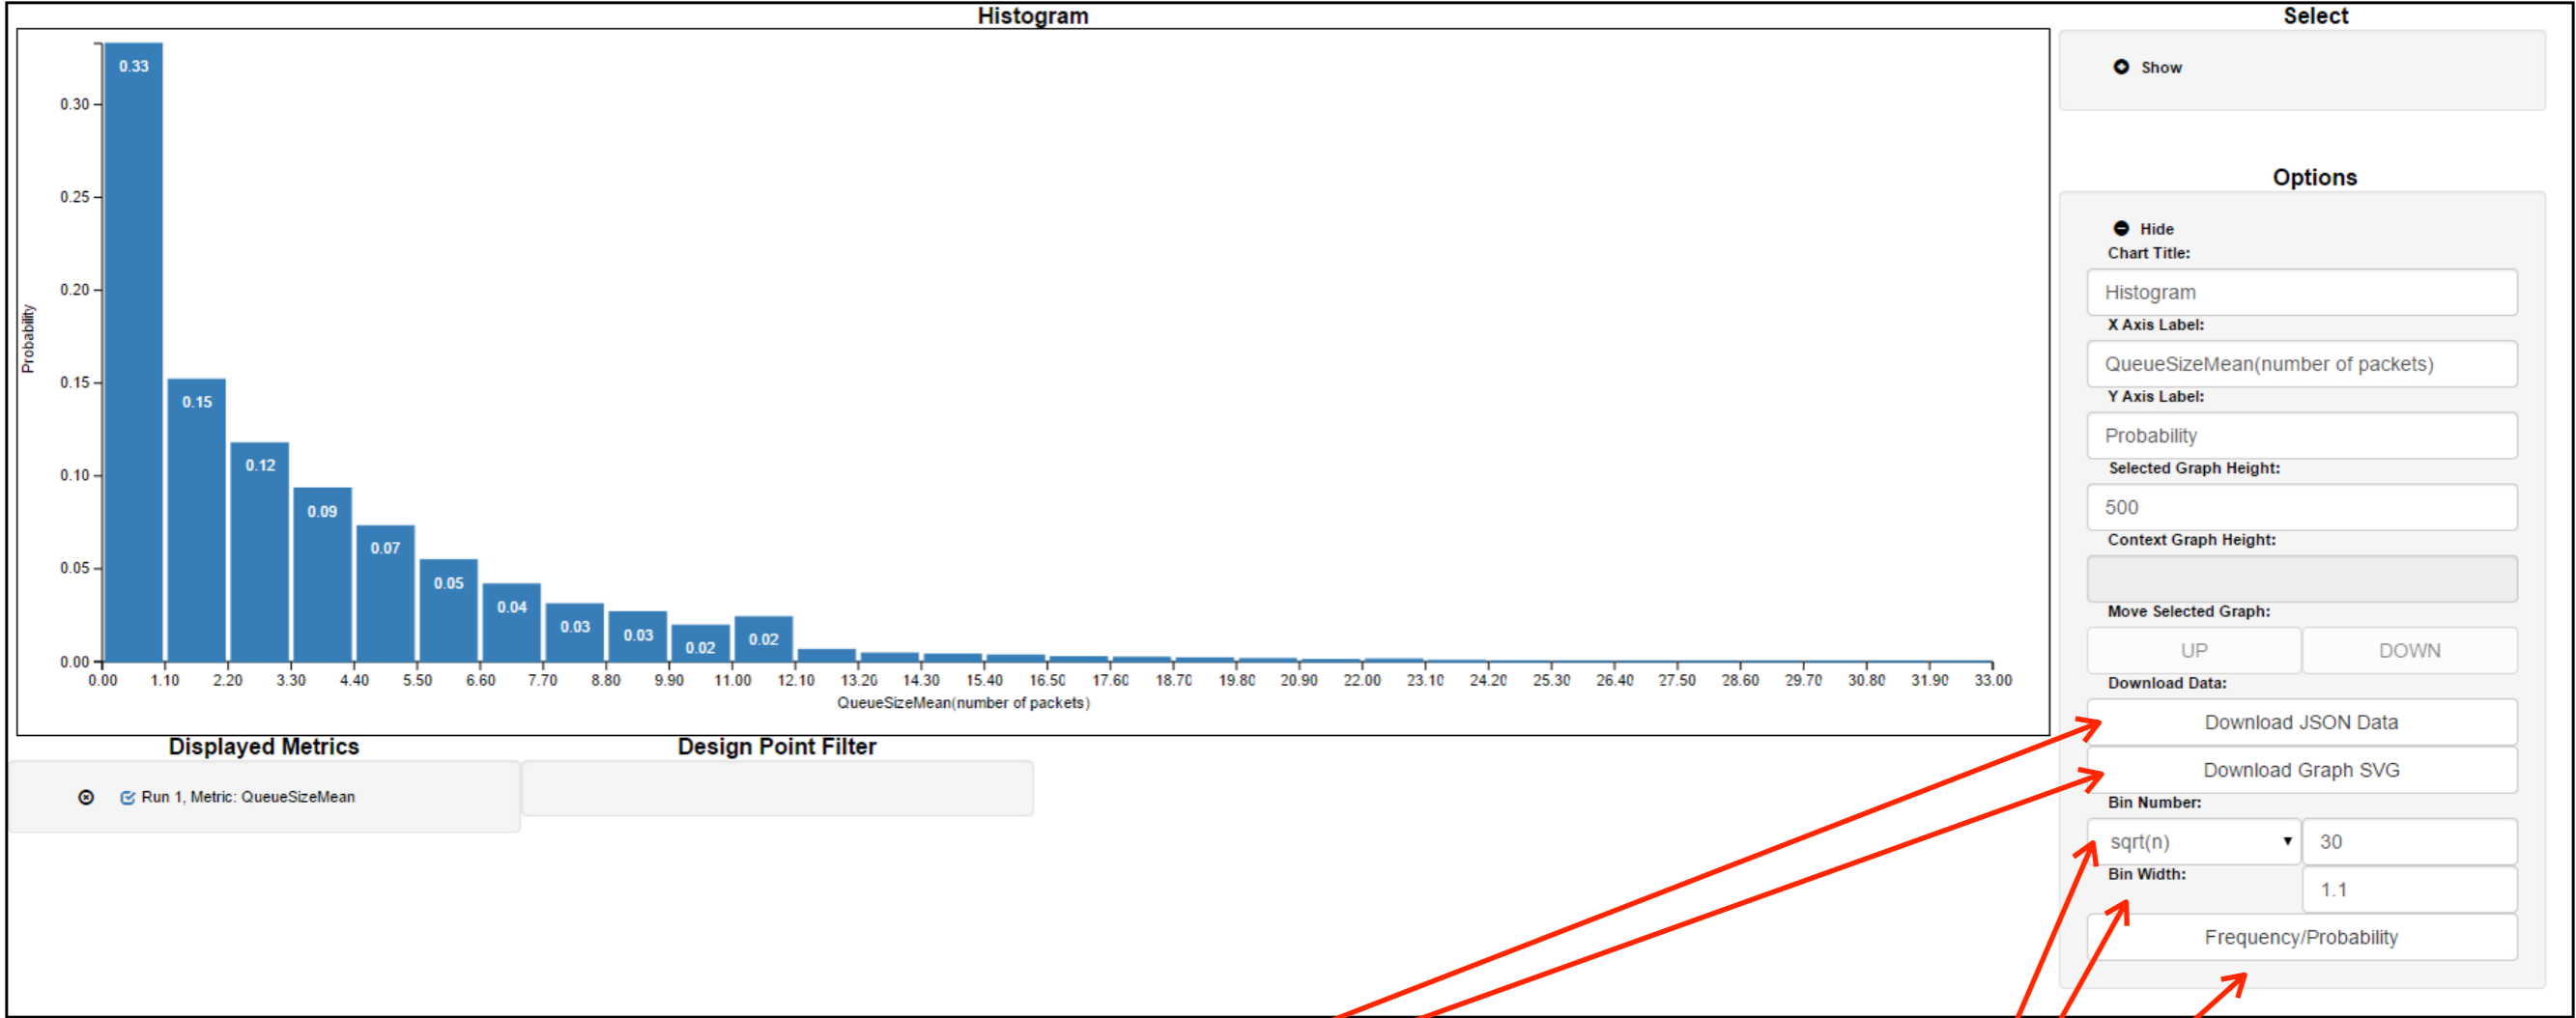 Histogram
0.33
0.30
0.25
0.20
0.15
0.10
0.05
0.00
Probability
0.15
0.12
0.09
0.07
0.05
0.04
0.03
0.03
0.02
0.02
0.00 1.10 2.20 3.30 4.40 5.50 6.60 7.70 8.80 9.90 11.00 12.10 13.20 14.30 15.40 16.50 17.60 18.70 19.80 20.90 22.00 23.10 24.20 25.30 26.40 27.50 28.60 29.70 30.80 31.90 33.00
QueueSizeMean(number of packets)
Displayed Metrics
Run 1, Metric: QueueSizeMean
Design Point Filter
Select
Show
Options
Hide
Chart Title:
Histogram
X Axis Label:
QueueSizeMean(number of packets)
Y Axis Label:
Probability
Selected Graph Height:
500
Context Graph Height:
Move Selected Graph:
UP DOWN
Download Data:
Download JSON Data
Download Graph SVG
Bin Number:
sqrt(n) 30
Bin Width:
1.1
Frequency/Probability